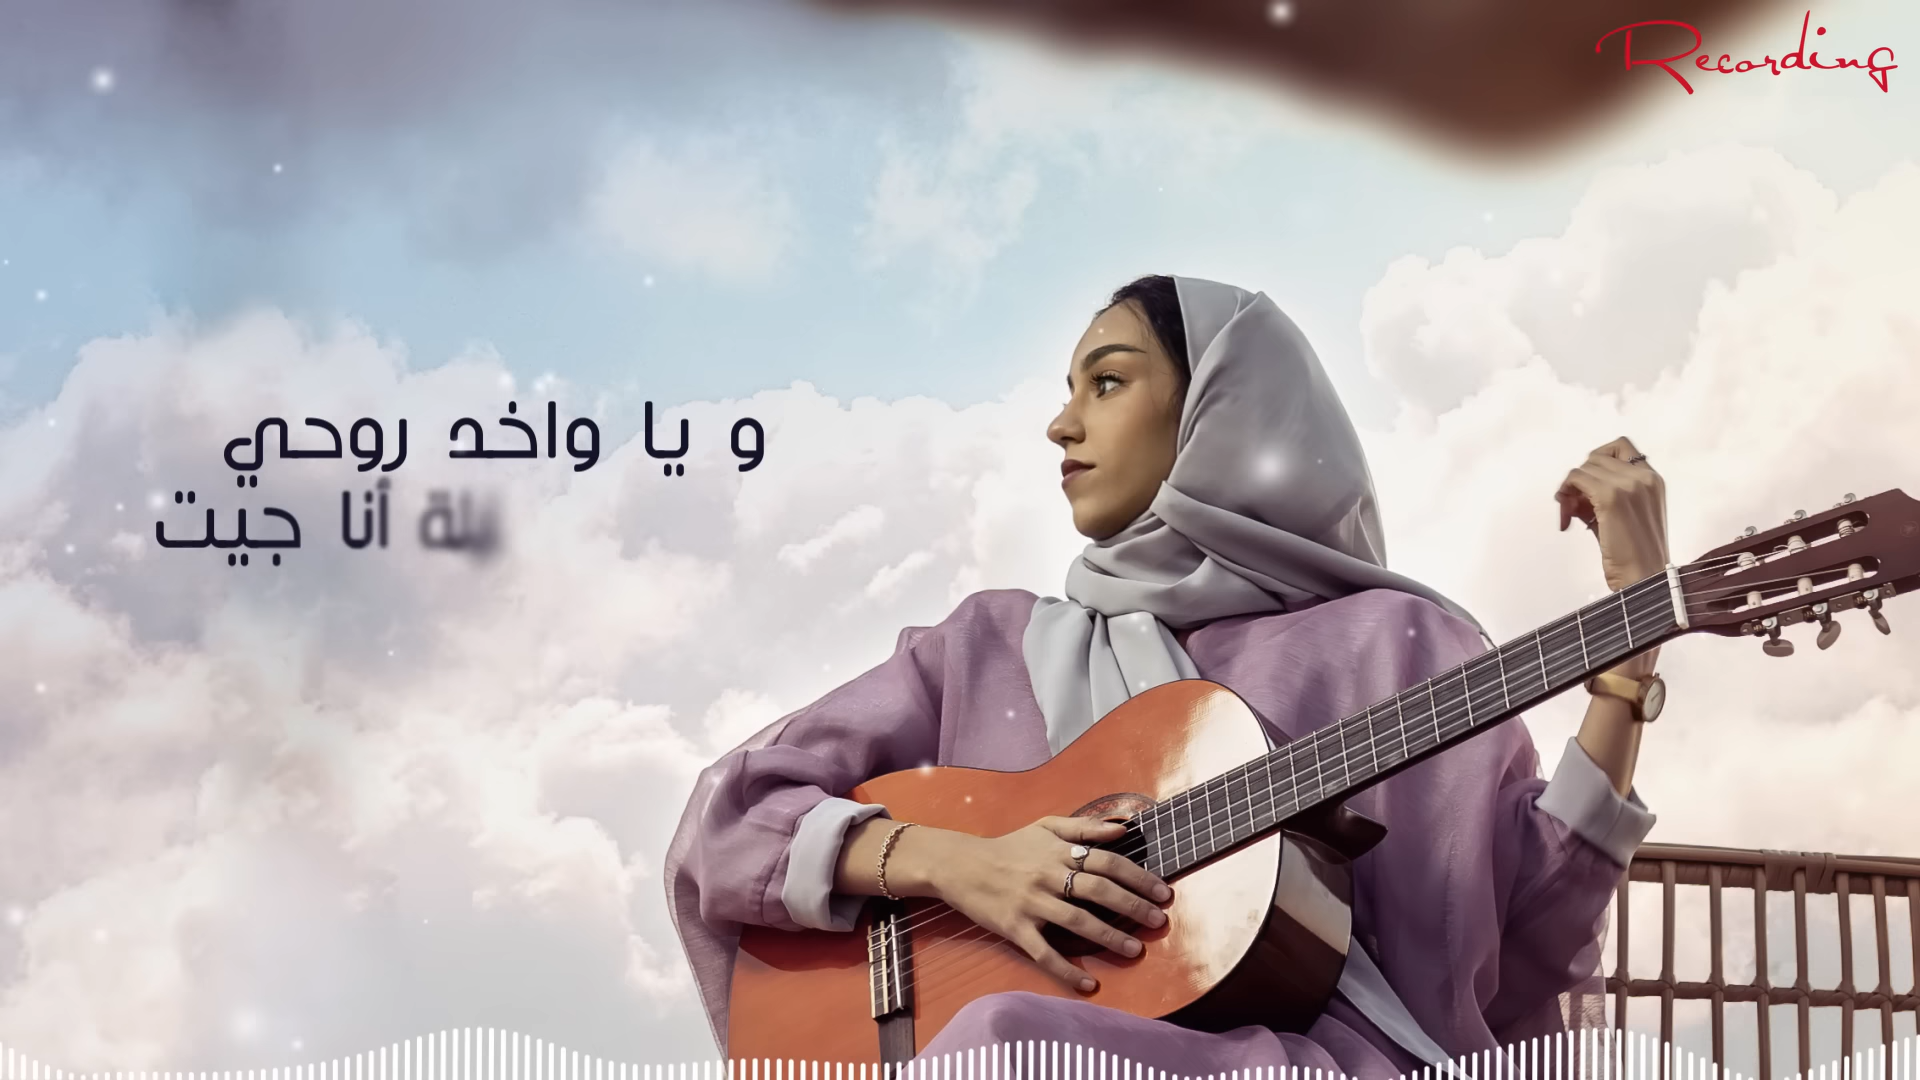 Recording
و يا واخد روحي
أنا جيت